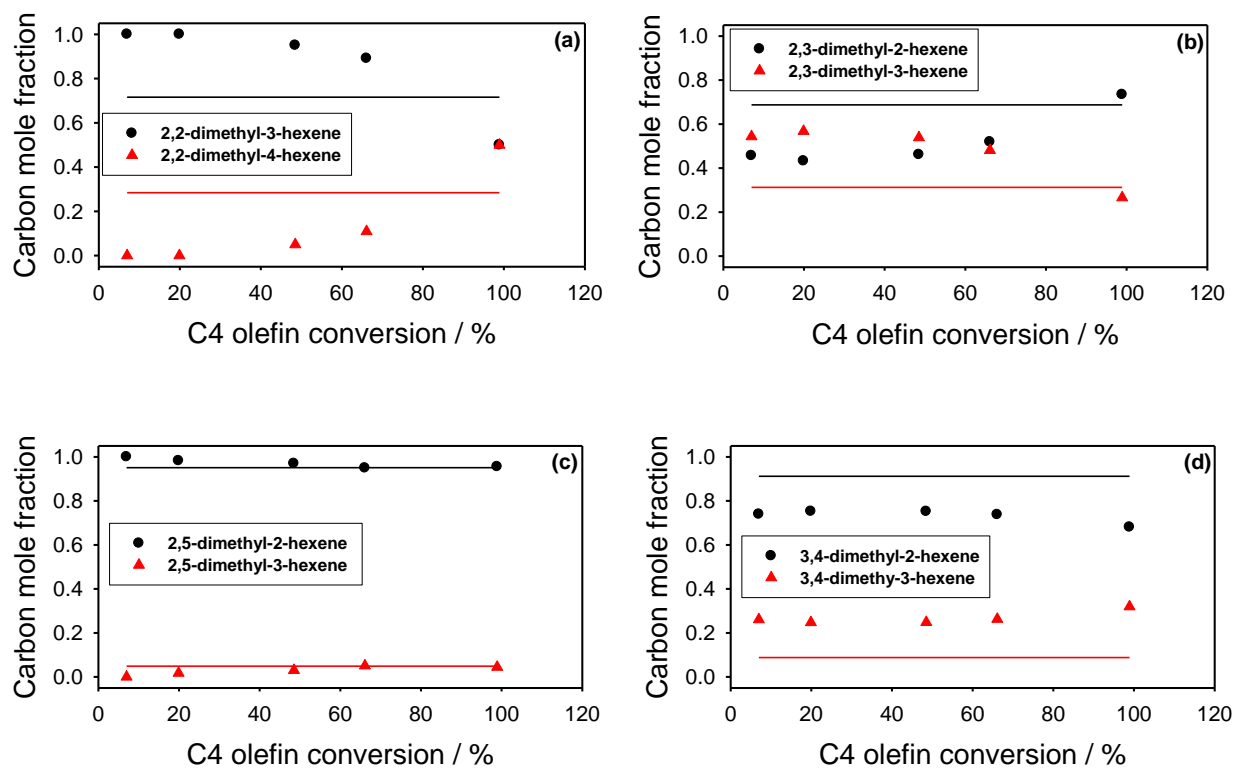 (a)
Carbon mole fraction
1.0
0.8
0.6
0.4
0.2
0.0
2,2-dimethyl-3-hexene
2,2-dimethyl-4-hexene
0 20 40 60 80 100 120
C4 olefin conversion / %
(b)
Carbon mole fraction
1.0
0.8
0.6
0.4
0.2
0.0
2,3-dimethyl-2-hexene
2,3-dimethyl-3-hexene
0 20 40 60 80 100 120
C4 olefin conversion / %
(c)
Carbon mole fraction
1.0
0.8
0.6
0.4
0.2
0.0
2,5-dimethyl-2-hexene
2,5-dimethyl-3-hexene
0 20 40 60 80 100 120
C4 olefin conversion / %
(d)
Carbon mole fraction
1.0
0.8
0.6
0.4
0.2
0.0
3,4-dimethyl-2-hexene
3,4-dimethy-3-hexene
0 20 40 60 80 100 120
C4 olefin conversion / %